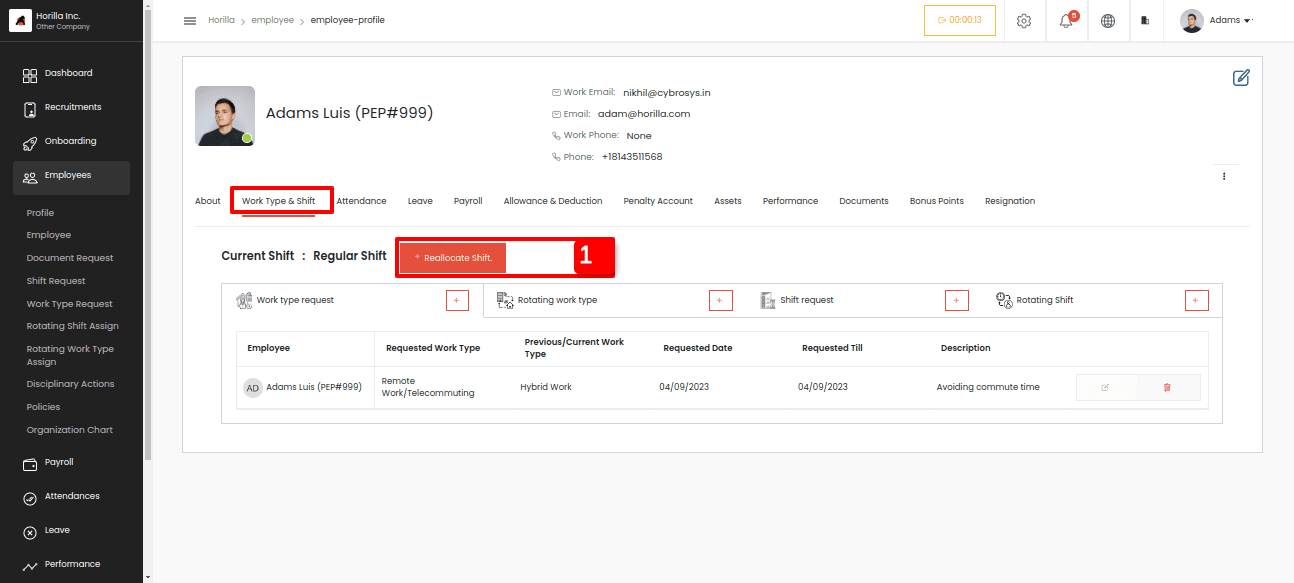 Horilla Inc.
Other Company
Dashboard
Recruitments
Onboarding
Employees
Profile
Employee
Document Request
Shift Request
Work Type Request
Rotating Shift Assign
Rotating Work Type
Assign
Disciplinary Actions
Policies
Organization Chart
Payroll
Attendances
Leave
Performance
Horilla > employee > employee-profile
00:00:13
5
Adams
Adams Luis (PEP#999)
Work Email: nikhil@cybrosys.in
Email: adam@horilla.com
Work Phone: None
Phone: +18143511568
About Work Type & Shift Attendance Leave Payroll Allowance & Deduction Penalty Account Assets Performance Documents Bonus Points Resignation
Current Shift : Regular Shift + Reallocate Shift. 1
Work type request + Rotating work type + Shift request + Rotating Shift +
Employee Requested Work Type Previous/Current Work Type Requested Date Requested Till Description
AD Adams Luis (PEP#999) Remote Work/Telecommuting Hybrid Work 04/09/2023 04/09/2023 Avoiding commute time